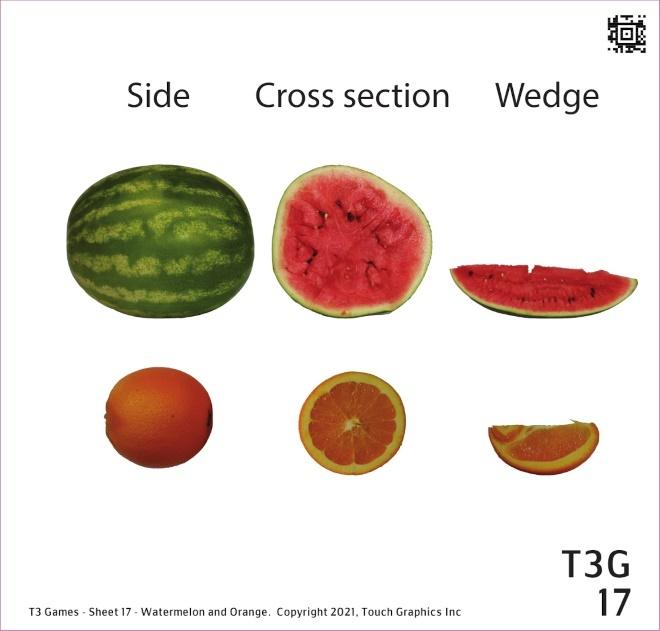 Side Cross section Wedge
T3G
17
T3 Games - Sheet 17 - Watermelon and Orange. Copyright 2021, Touch Graphics Inc